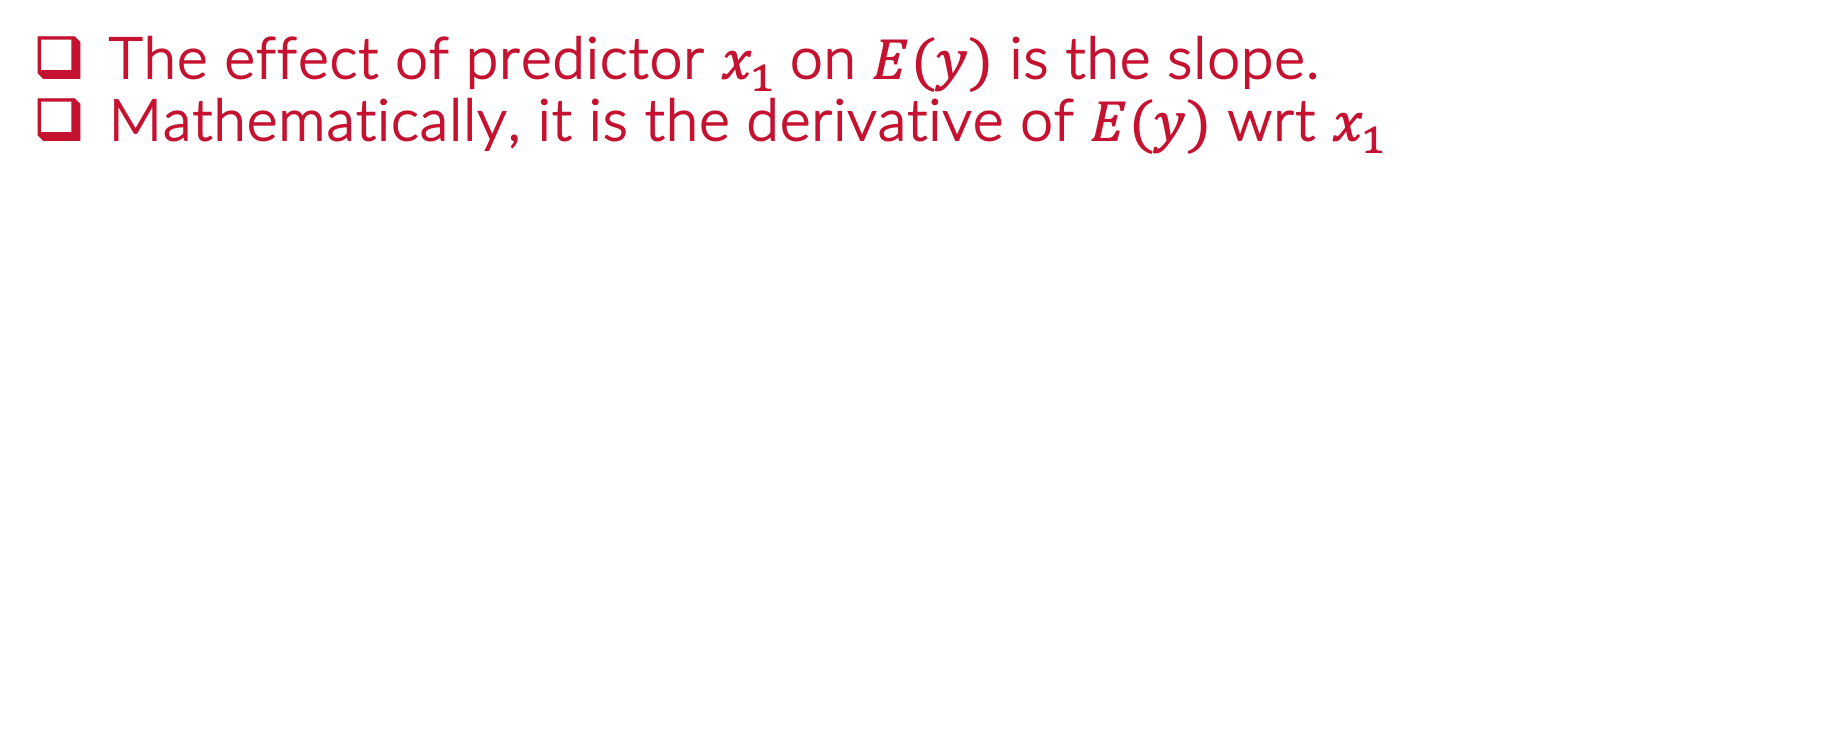 ❑ The effect of predictor x₁ on E(y) is the slope.
❑ Mathematically, it is the derivative of E(y) wrt x₁